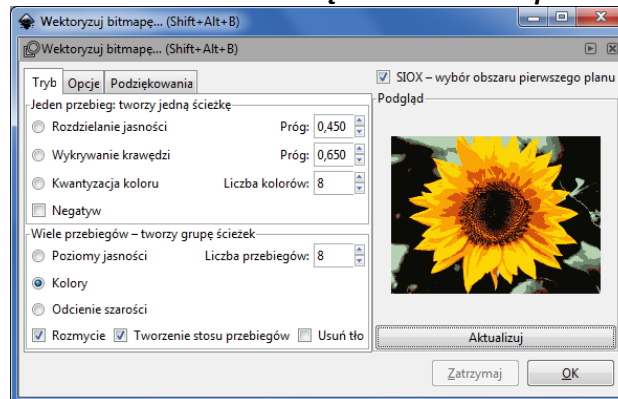 Wektoryzuj bitmapę... (Shift+Alt+B)
Wektoryzuj bitmapę... (Shift+Alt+B)
Tryb Opcje Podziękowania
SIOX – wybór obszaru pierwszego planu
Jeden przebieg: tworzy jedną ścieżkę
Podgląd
Rozdzielanie jasności Próg: 0,450
Wykrywanie krawędzi Próg: 0,650
Kwantyzacja koloru Liczba kolorów: 8
Negatyw
Wiele przebiegów – tworzy grupę ścieżek
Poziomy jasności Liczba przebiegów: 8
Kolory
Odcienie szarości
Rozmycie Tworzenie stosu przebiegów Usuń tło
Aktualizuj
Zatrzymaj OK